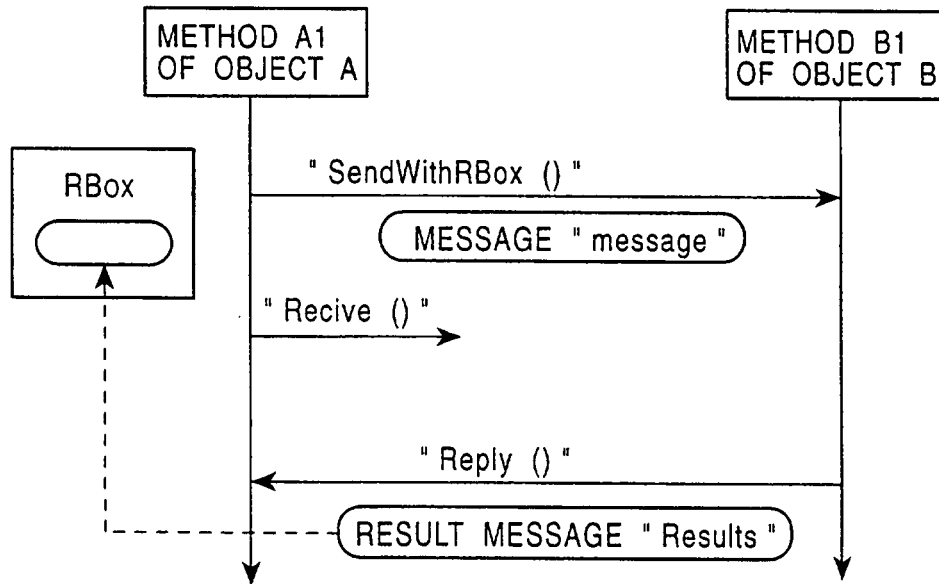 METHOD A1
OF OBJECT A
METHOD B1
OF OBJECT B
RBox
" SendWithRBox () "
MESSAGE " message "
" Recive () "
" Reply () "
RESULT MESSAGE " Results "